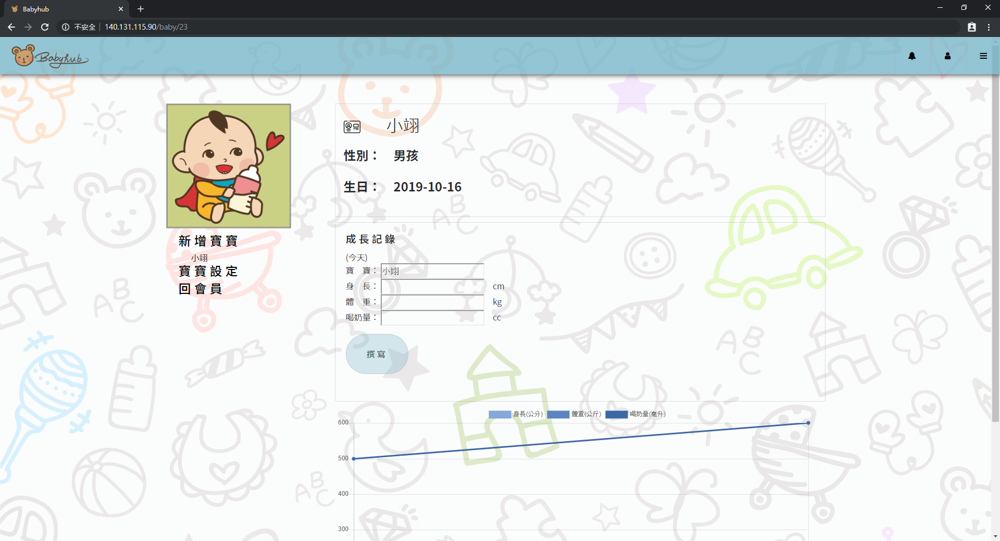 Babyhub
不安全 140.131.115.90/baby/23
Babyhub
小翊
性別： 男孩
生日： 2019-10-16
新增寶寶
小翊
寶寶設定
回會員
成長記錄
(今天)
寶 寶：小翊
身 長： cm
體 重： kg
喝奶量： cc
撰寫
身長(公分) 體重(公斤) 喝奶量(毫升)
600
500
400
300
A B C
A B C
A B C
A B C